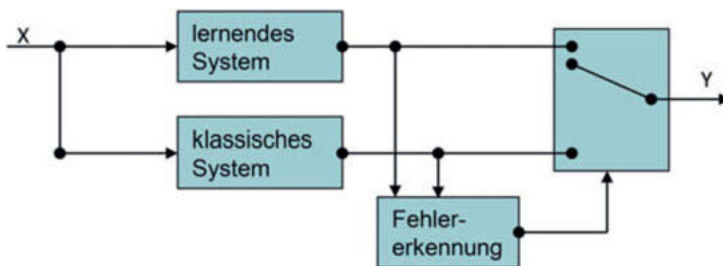 X
lernendes
System
Y
klassisches
System
Fehler-
erkennung